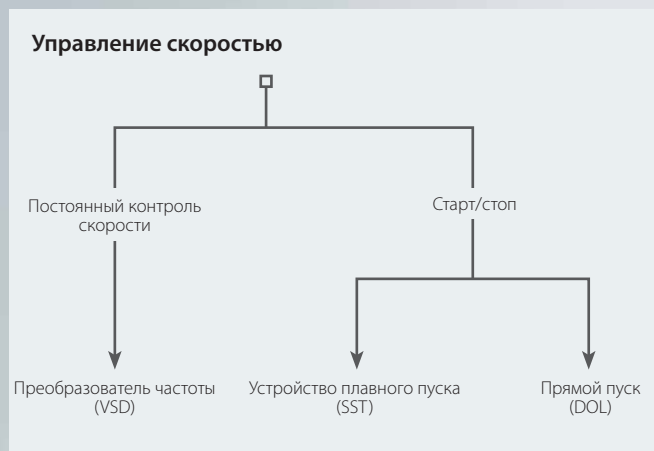 Управление скоростью
Постоянный контроль
скорости
Старт/стоп
Преобразователь частоты
(VSD)
Устройство плавного пуска
(SST)
Прямой пуск
(DOL)